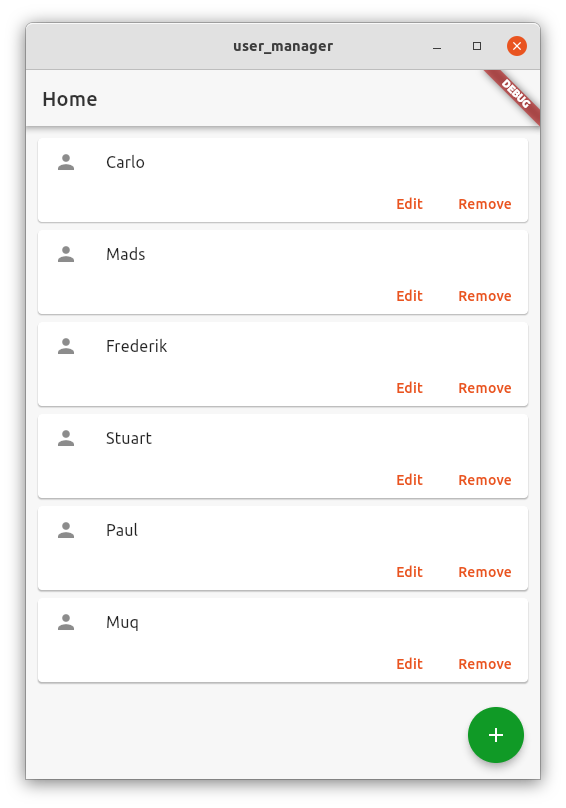 user_manager
Home
DEBUG
Carlo
Edit Remove
Mads
Edit Remove
Frederik
Edit Remove
Stuart
Edit Remove
Paul
Edit Remove
Muq
Edit Remove